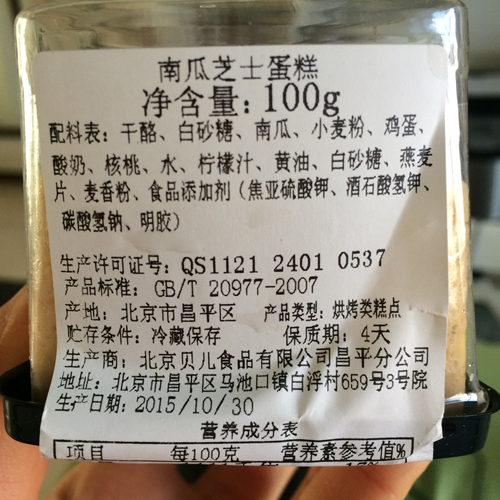 南瓜芝士蛋糕
净含量: 100g
配料表: 干酪、白砂糖、南瓜、小麦粉、鸡蛋、
酸奶、核桃、水、柠檬汁、黄油、白砂糖、燕麦
片、麦香粉、食品添加剂（焦亚硫酸钾、酒石酸氢钾、
碳酸氢钠、明胶）
生产许可证号: QS1121 2401 0537
产品标准: GB/T 20977-2007
产地: 北京市昌平区 产品类型: 烘烤类糕点
贮存条件: 冷藏保存 保质期: 4天
生产商: 北京贝儿食品有限公司昌平分公司
地址: 北京市昌平区马池口镇白浮村659号3号院
生产日期: 2015/10/30
营养成分表
项目 每100克 营养素参考值%